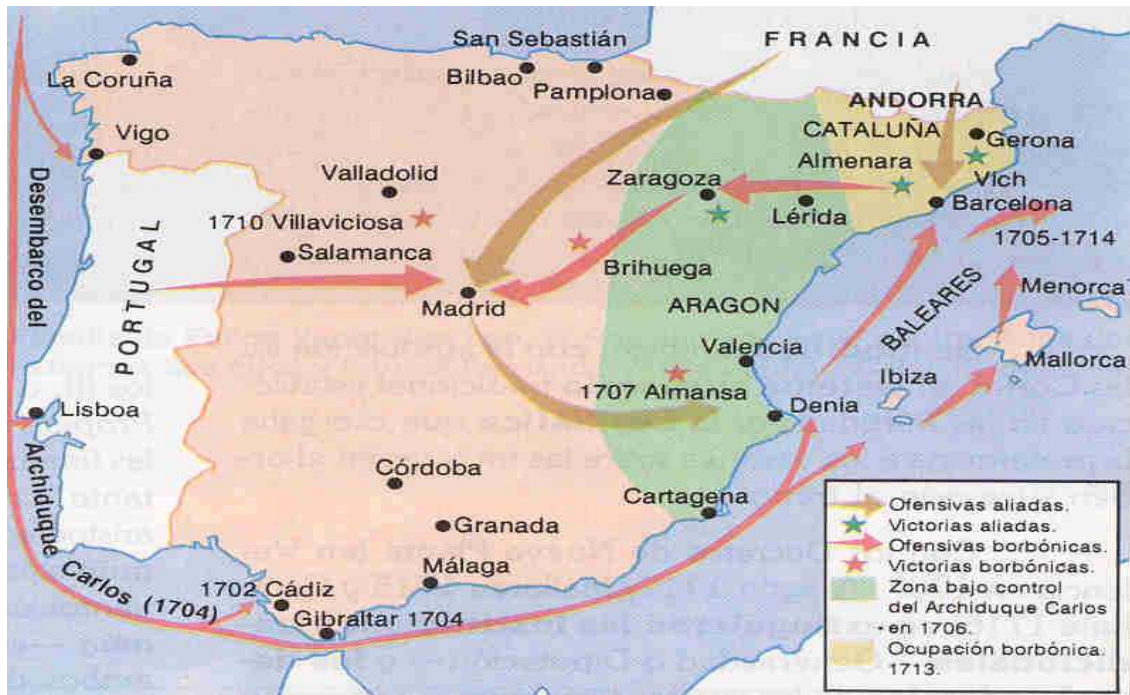 San Sebastián
FRANCIA
La Coruña
Bilbao
Pamplona
ANDORRA
CATALUÑA
Gerona
Vigo
Almenara
Valladolid
Zaragoza
Vích
Lérida
Barcelona
1710 Villaviciosa
1705-1714
Salamanca
Brihuega
Menorca
Desembarco del
PORTUGAL
Madrid
ARAGON
BALEARES
Valencia
Mallorca
Ibiza
1707 Almansa
Lisboa
Denia
Archiduque
Córdoba
Cartagena
Granada
Málaga
Carlos (1704)
1702 Cádiz
Gibraltar 1704
Ofensivas aliadas.
Victorias aliadas.
Ofensivas borbónicas.
Victorias borbónicas.
Zona bajo control
del Archiduque Carlos
en 1706.
Ocupación borbónica.
1713.